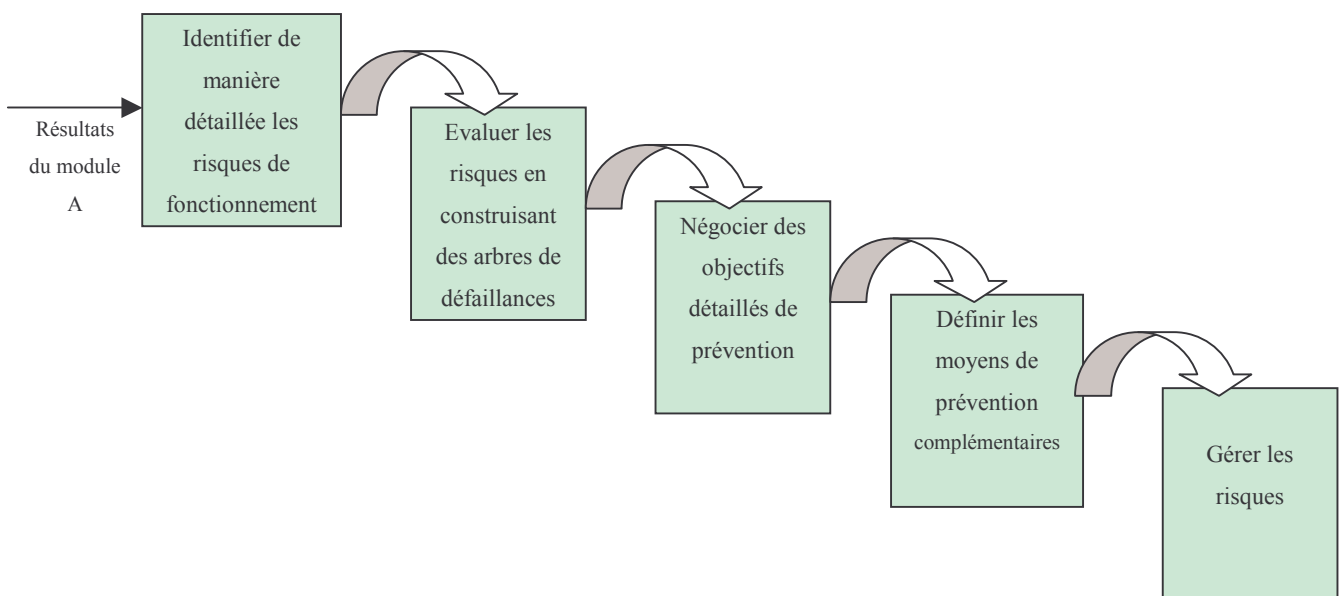 Résultats
du module
A
Identifier de
manière
détaillée les
risques de
fonctionnement
Evaluer les
risques en
construisant
des arbres de
défaillances
Négocier des
objectifs
détaillés de
prévention
Définir les
moyens de
prévention
complémentaires
Gérer les
risques